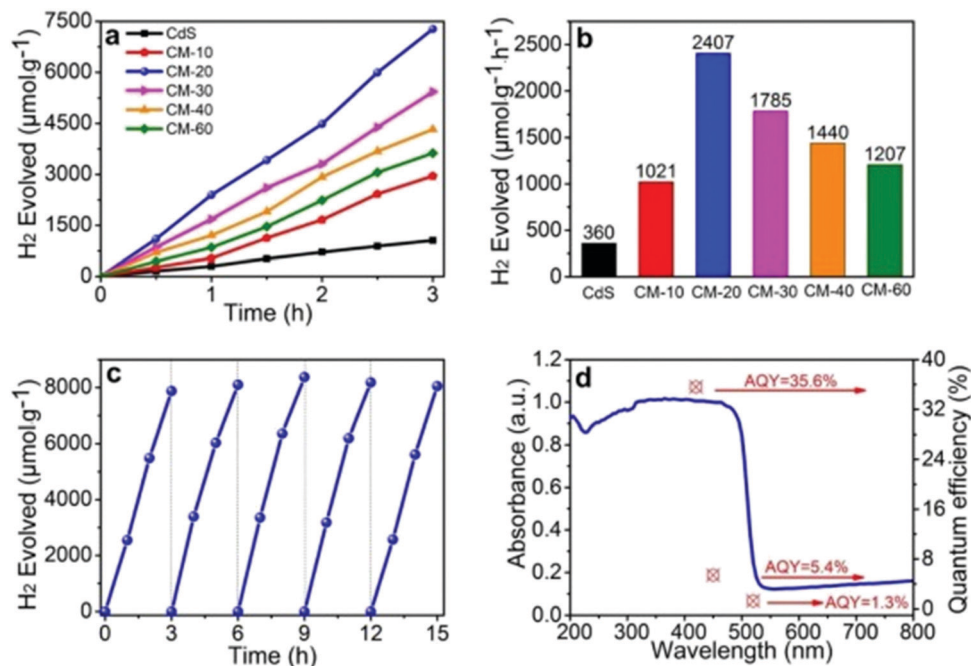 a
H2 Evolved (µmol.g⁻¹)
7500
6000
4500
3000
1500
0
CdS
CM-10
CM-20
CM-30
CM-40
CM-60
0 1 2 3
Time (h)
b
H2 Evolved (µmol.g⁻¹.h⁻¹)
2500
2000
1500
1000
500
0
360
1021
2407
1785
1440
1207
CdS CM-10 CM-20 CM-30 CM-40 CM-60
c
H2 Evolved (µmol.g⁻¹)
8000
6000
4000
2000
0
0 3 6 9 12 15
Time (h)
d
Absorbance (a.u.)
1.2
1.0
0.8
0.6
0.4
0.2
0.0
AQY=35.6%
AQY=5.4%
AQY=1.3%
40
32
24
16
8
0
Quantum efficiency (%)
200 300 400 500 600 700 800
Wavelength (nm)